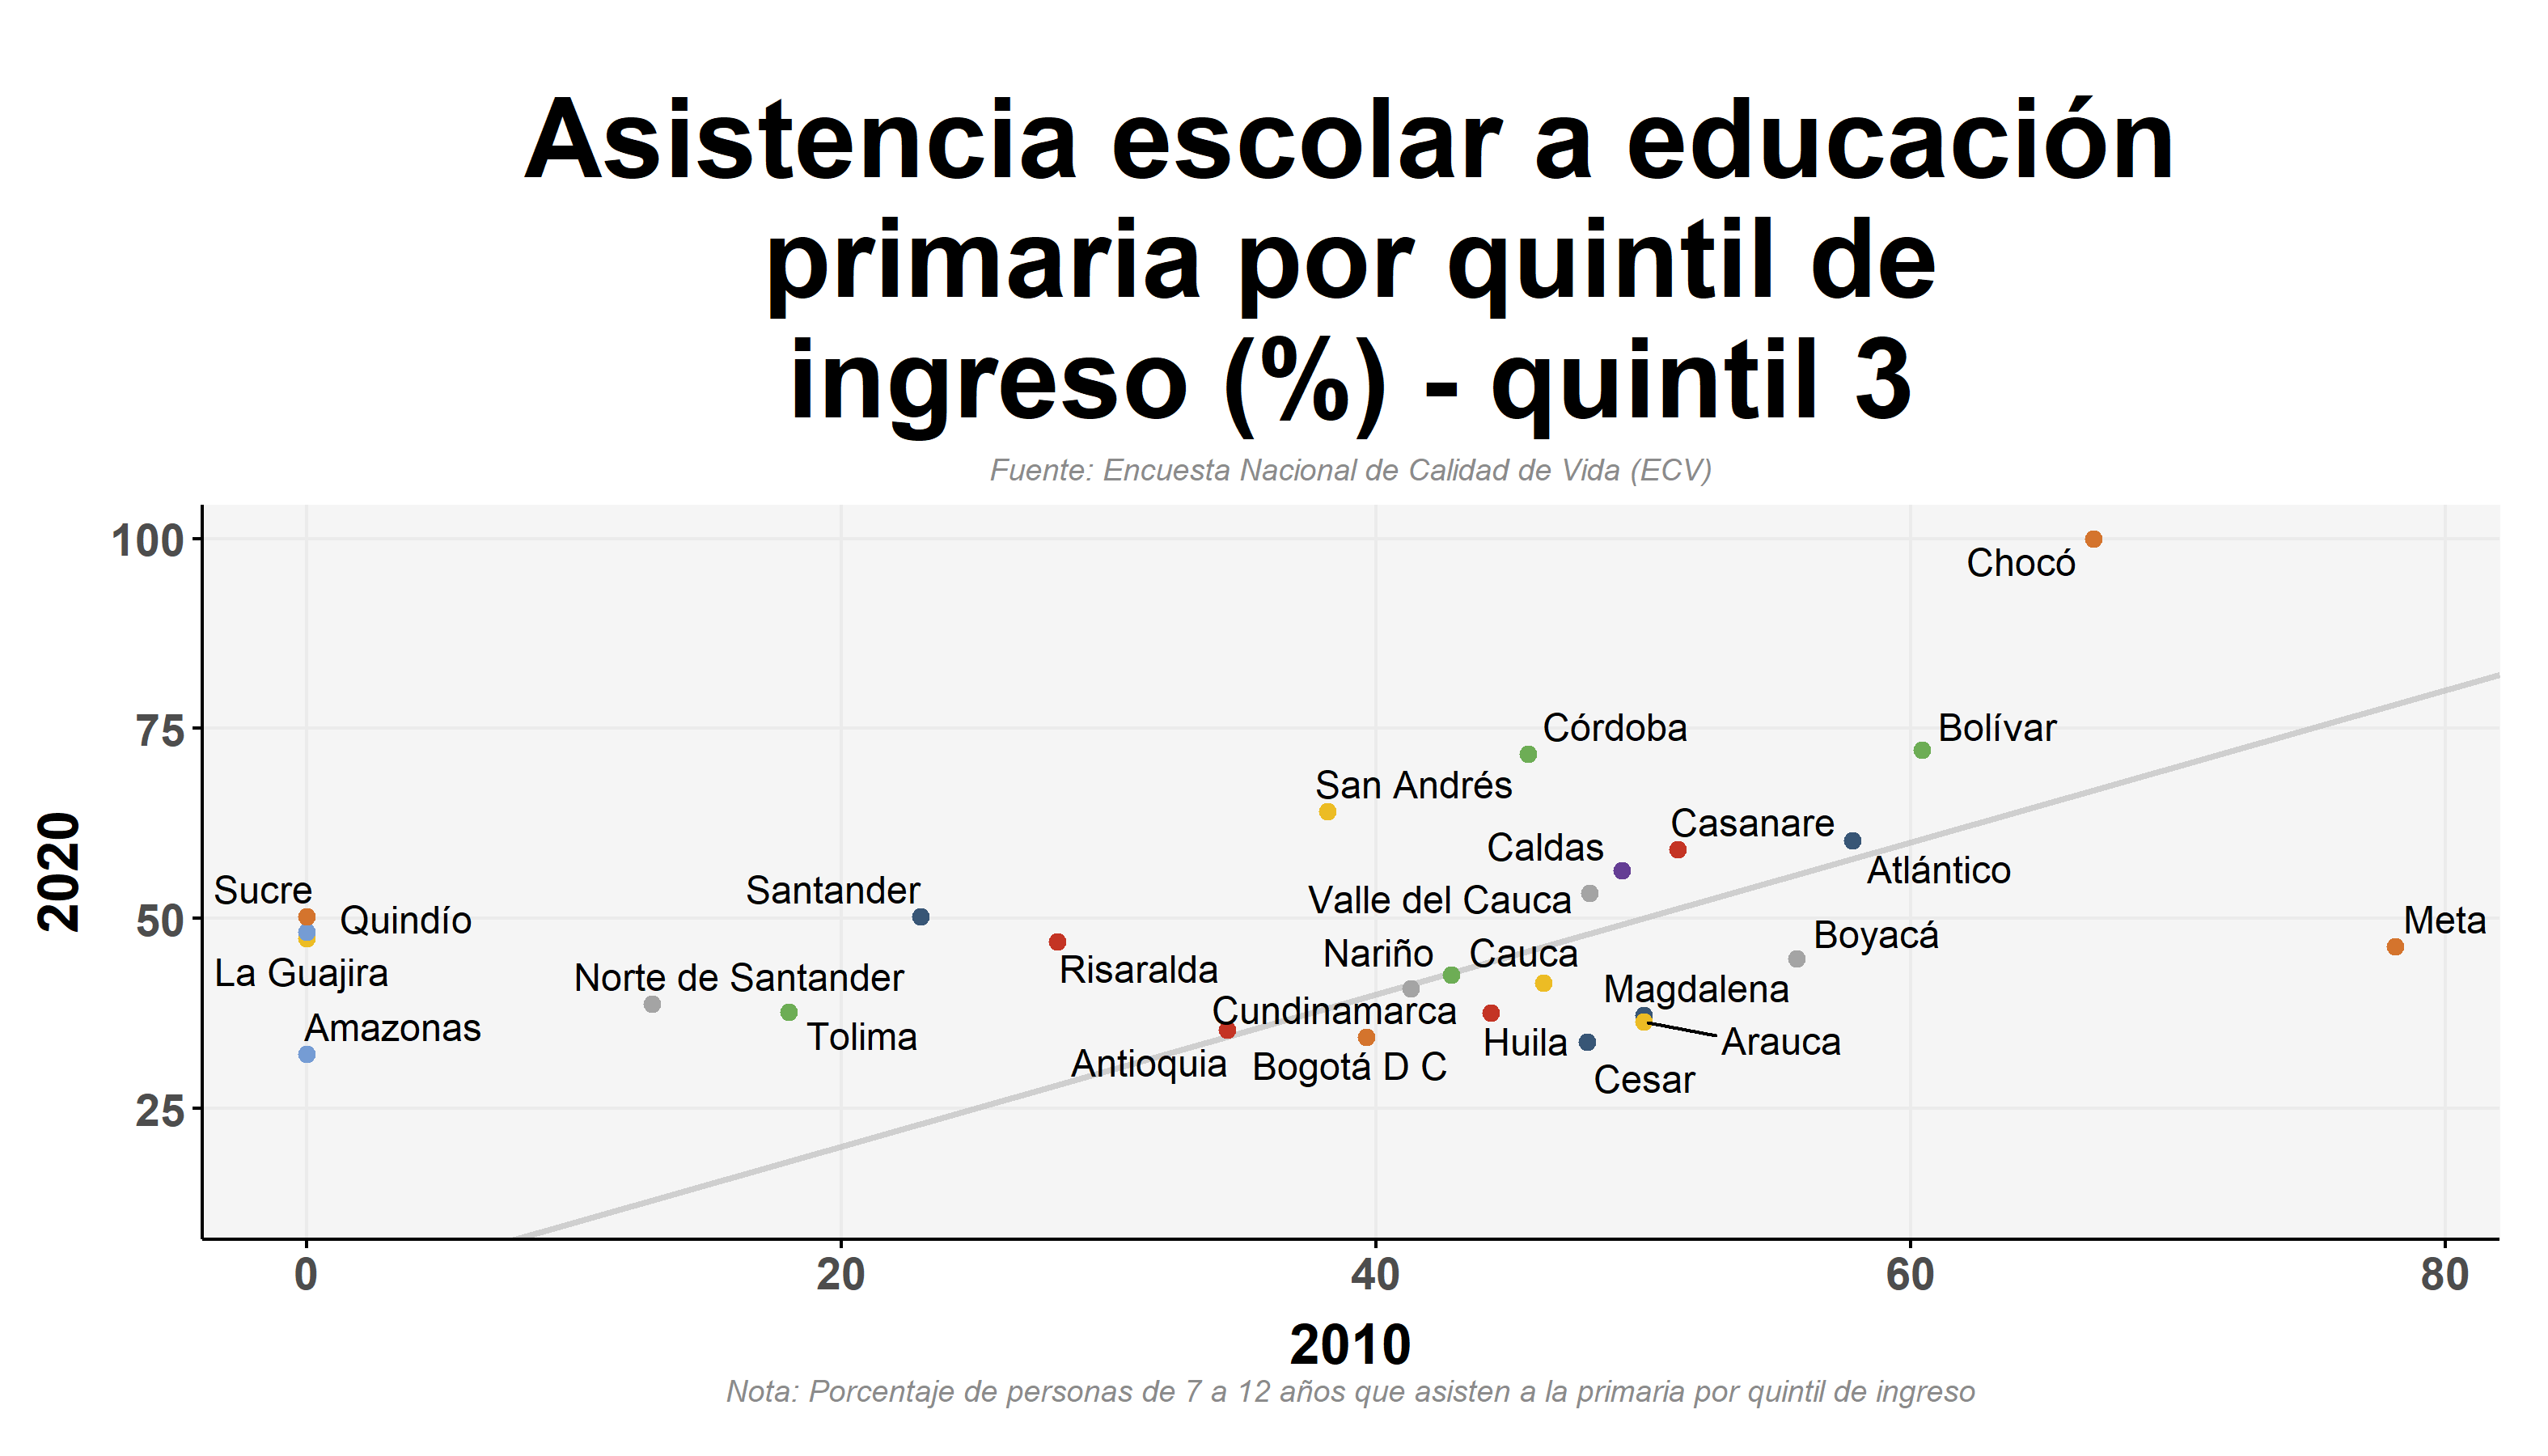 Asistencia escolar a educación
primaria por quintil de
ingreso (%) - quintil 3
Fuente: Encuesta Nacional de Calidad de Vida (ECV)
100
Chocó
75
Córdoba
Bolívar
San Andrés
Casanare
Caldas
Atlántico
Sucre
Santander
Valle del Cauca
50
Quindío
Meta
Boyacá
Nariño
Cauca
La Guajira
Norte de Santander
Risaralda
Magdalena
Cundinamarca
Amazonas
Tolima
Huila
Arauca
Antioquia
Bogotá D C
Cesar
25
2020
0
20
40
60
80
2010
Nota: Porcentaje de personas de 7 a 12 años que asisten a la primaria por quintil de ingreso